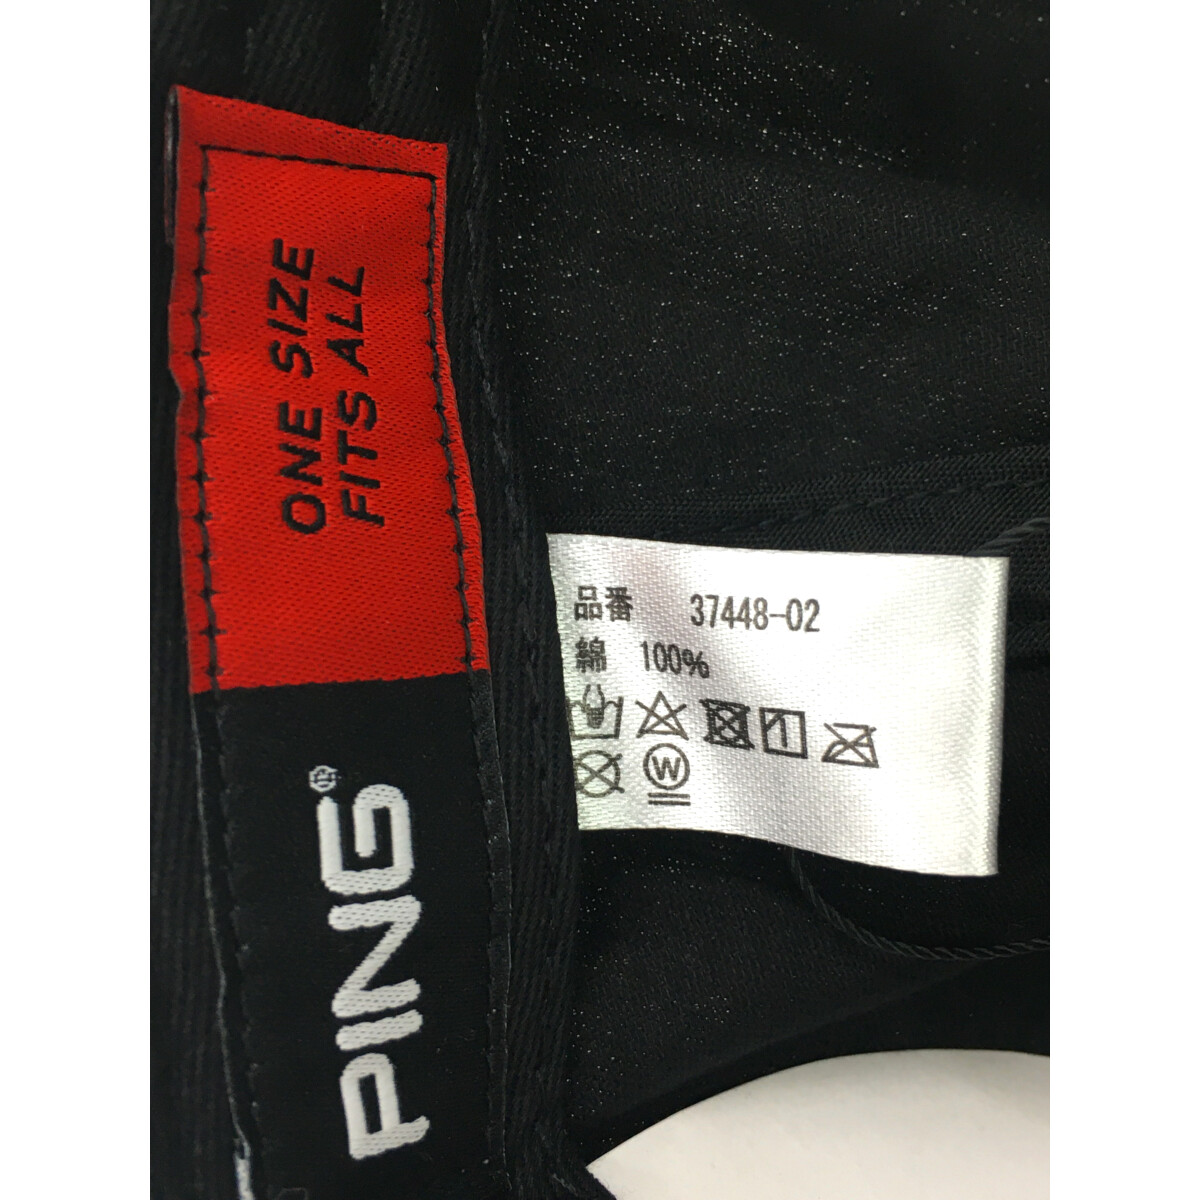 ONE SIZE
FITS ALL
PING®
品番 37448-02
綿 100%
W